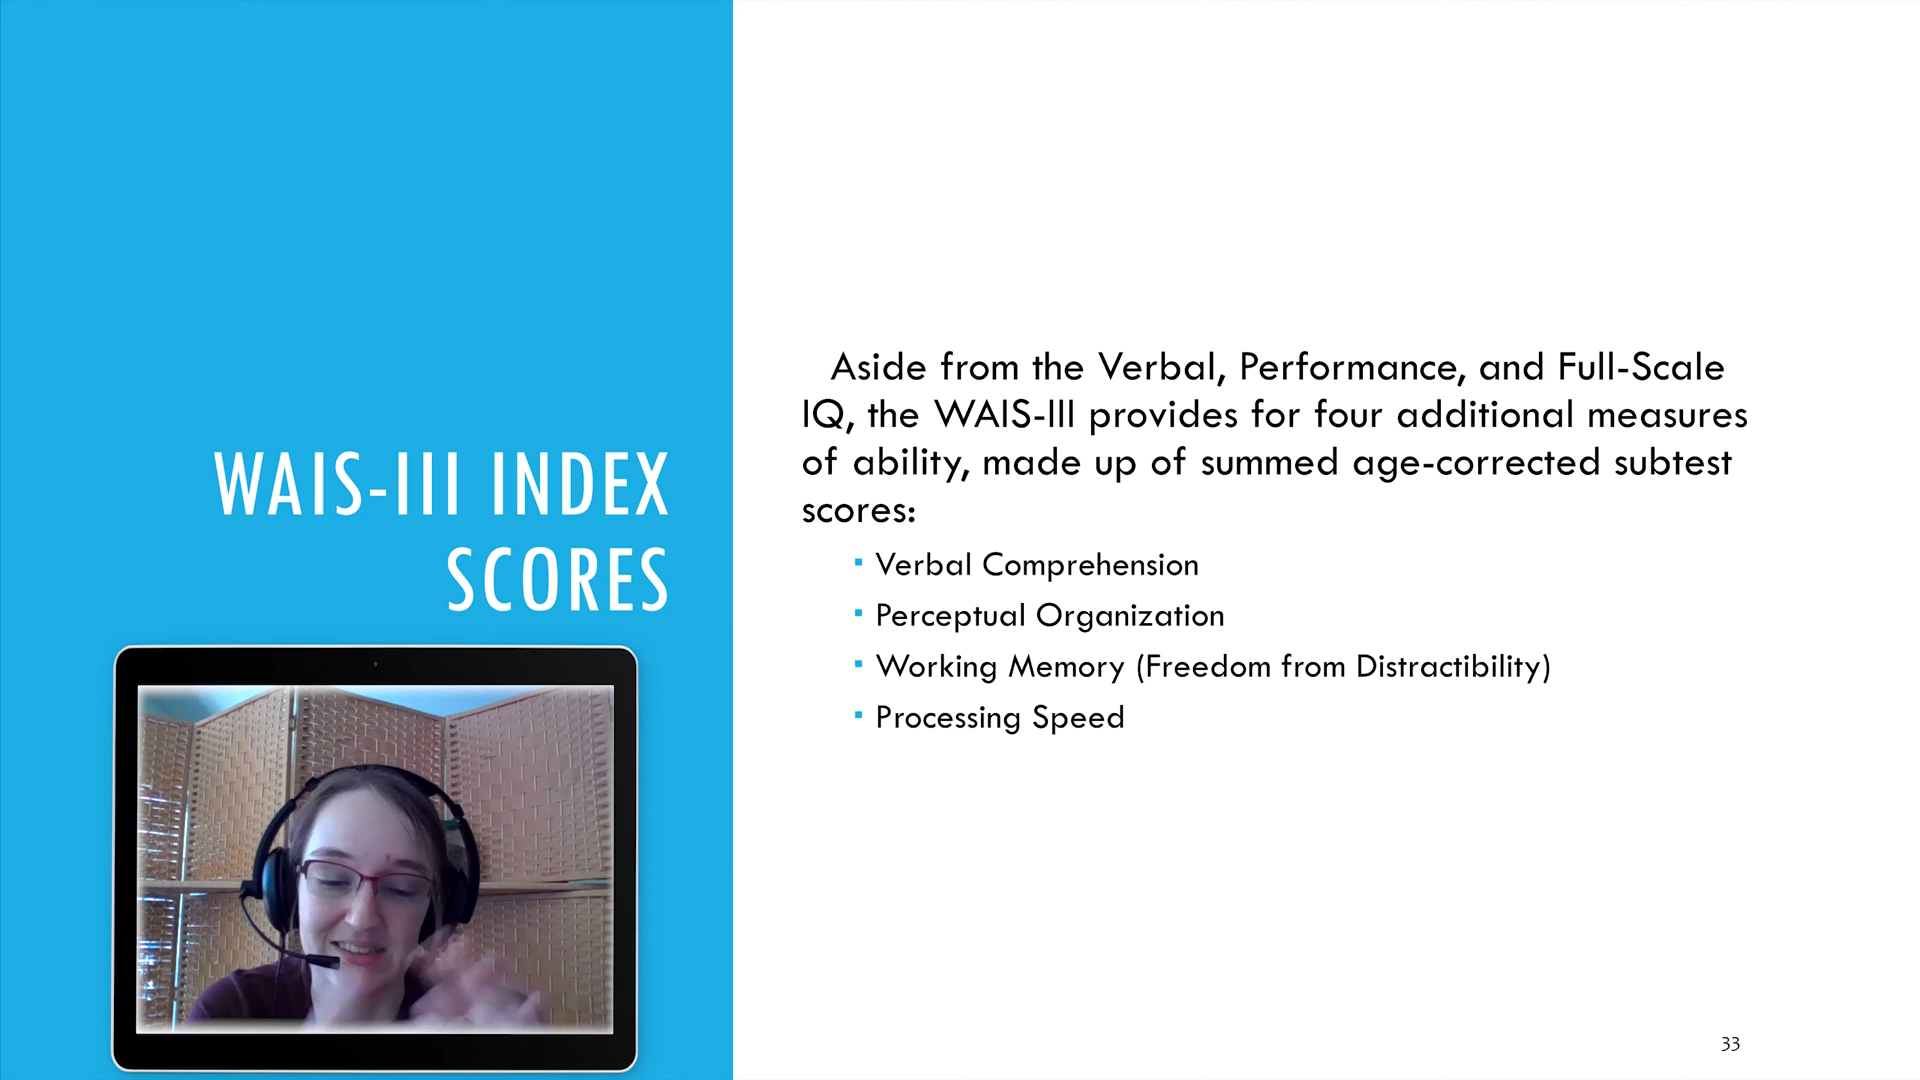 WAIS-III INDEX
SCORES
Aside from the Verbal, Performance, and Full-Scale
IQ, the WAIS-III provides for four additional measures
of ability, made up of summed age-corrected subtest
scores:
▪ Verbal Comprehension
▪ Perceptual Organization
▪ Working Memory (Freedom from Distractibility)
▪ Processing Speed
33